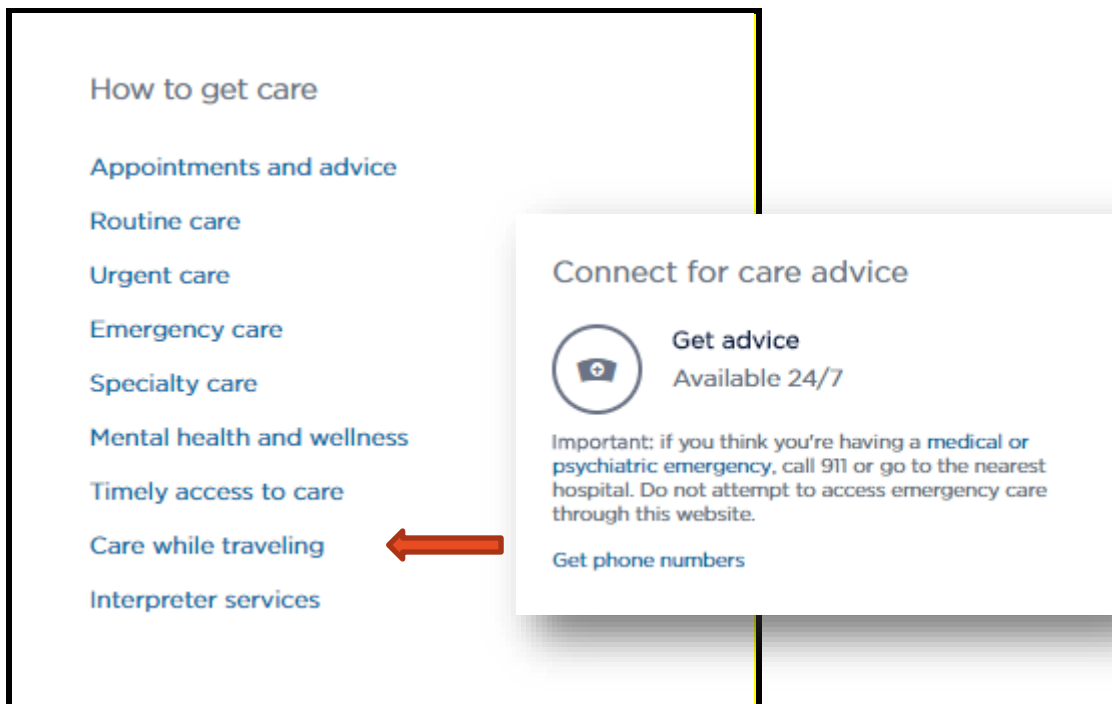 How to get care
Appointments and advice
Routine care
Urgent care
Emergency care
Specialty care
Mental health and wellness
Timely access to care
Care while traveling
Interpreter services
Connect for care advice
Get advice
Available 24/7
Important: if you think you're having a medical or
psychiatric emergency, call 911 or go to the nearest
hospital. Do not attempt to access emergency care
through this website.
Get phone numbers